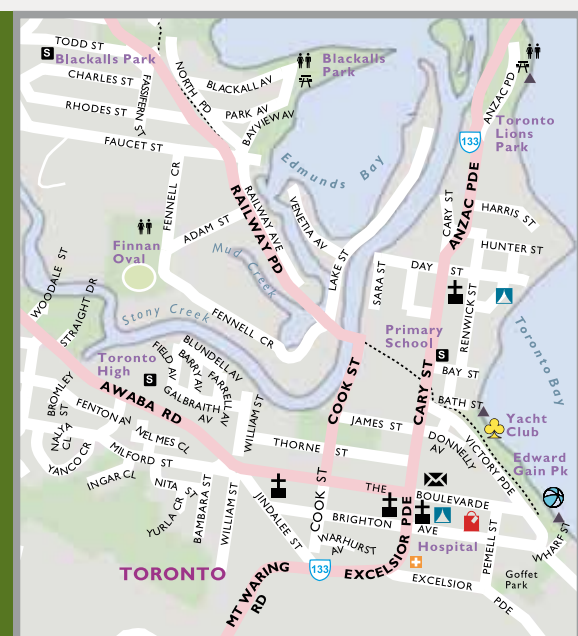 TODD ST
S
Blackalls Park
CHARLES ST
FASSIFERN ST
RHODES ST
FAUCET ST
NORTH PD
BLACKALL AV
PARK AV
BAYVIEW AV
Blackalls
Park
ANZAC PD
Toronto
Lions
Park
133
Edmunds Bay
FENNELL CR
RAILWAY PD
RAILWAY AVE
VENETIA AV
ADAM ST
Finnan
Oval
Mud Creek
LAKE ST
CARY ST
ANZAC PDE
HARRIS ST
HUNTER ST
DAY ST
SARA ST
RENWICK ST
WOODALE ST
STRAIGHT DR
Stony Creek
FENNELL CR
Toronto Bay
Primary
School
S
Toronto
High
S
BLUNDELL AV
FIELD AV
BARRY AV
FARRELL AV
GALBRAITH
AV
AWABA RD
COOK ST
CARY ST
BAY ST
BATH ST
Yacht
Club
BROMLEY
ST
FENTON AV
NALYA
CL
YANCO CR
NELMES CL
MILFORD ST
INGAR CL
NITA ST
YURLA CR
BAMBARA ST
WILLIAM ST
WILLIAM ST
JAMES ST
THORNE ST
DONNELLY
AV
VICTORY PDE
Edward
Gain Pk
THE BOULEVARDE
JINDALEE ST
COOK ST
BRIGHTON AVE
WARHURST
AV
EXCELSIOR PDE
PEMELL ST
WHARF ST
Hospital
TORONTO
MT WARING
RD
133
EXCELSIOR PDE
Goffet
Park